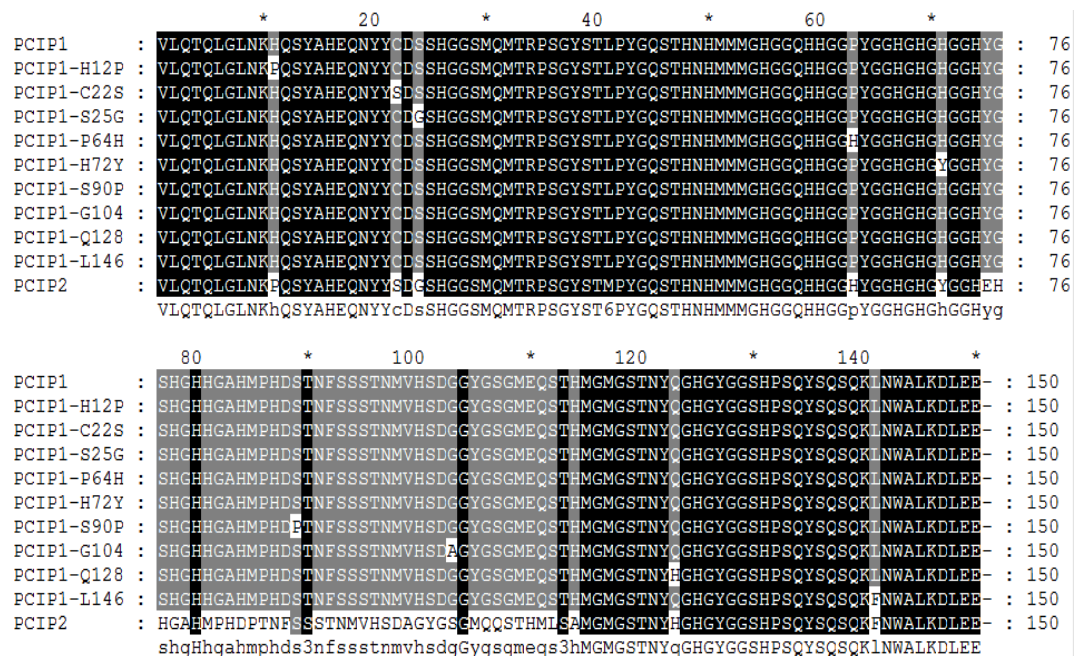 * 20 * 40 * 60 *
PCIP1 : VLQTQLGLNKHQSYAHEQNYYCDSSHGGSMQMTRPSGYSTLPYGQSTHNHMMMGHGGQHHGGPYGGHGHGHGGHYG : 76
PCIP1-H12P : VLQTQLGLNKPQSYAHEQNYYCDSSHGGSMQMTRPSGYSTLPYGQSTHNHMMMGHGGQHHGGPYGGHGHGHGGHYG : 76
PCIP1-C22S : VLQTQLGLNKHQSYAHEQNYYSDSSHGGSMQMTRPSGYSTLPYGQSTHNHMMMGHGGQHHGGPYGGHGHGHGGHYG : 76
PCIP1-S25G : VLQTQLGLNKHQSYAHEQNYYCDGSHGGSMQMTRPSGYSTLPYGQSTHNHMMMGHGGQHHGGPYGGHGHGHGGHYG : 76
PCIP1-P64H : VLQTQLGLNKHQSYAHEQNYYCDSSHGGSMQMTRPSGYSTLPYGQSTHNHMMMGHGGQHHGGHYGGHGHGHGGHYG : 76
PCIP1-H72Y : VLQTQLGLNKHQSYAHEQNYYCDSSHGGSMQMTRPSGYSTLPYGQSTHNHMMMGHGGQHHGGPYGGHGHGYGGHYG : 76
PCIP1-S90P : VLQTQLGLNKHQSYAHEQNYYCDSSHGGSMQMTRPSGYSTLPYGQSTHNHMMMGHGGQHHGGPYGGHGHGHGGHYG : 76
PCIP1-G104 : VLQTQLGLNKHQSYAHEQNYYCDSSHGGSMQMTRPSGYSTLPYGQSTHNHMMMGHGGQHHGGPYGGHGHGHGGHYG : 76
PCIP1-Q128 : VLQTQLGLNKHQSYAHEQNYYCDSSHGGSMQMTRPSGYSTLPYGQSTHNHMMMGHGGQHHGGPYGGHGHGHGGHYG : 76
PCIP1-L146 : VLQTQLGLNKHQSYAHEQNYYCDSSHGGSMQMTRPSGYSTLPYGQSTHNHMMMGHGGQHHGGPYGGHGHGHGGHYG : 76
PCIP2 : VLQTQLGLNKPQSYAHEQNYYSDGSHGGSMQMTRPSGYSTMPYGQSTHNHMMMGHGGQHHGGHYGGHGHGYGGHEH : 76
VLQTQLGLNKhQSYAHEQNYYcDsSHGGSMQMTRPSGYST6PYGQSTHNHMMMGHGGQHHGGpYGGHGHGhGGHyg
80 * 100 * 120 * 140 *
PCIP1 : SHGHHGAHMPHDSTNFSSSTNMVHSDGGYGSGMEQSTHMGMGSTNYQGHGYGGSHPSQYSQSQKLNWALKDLEE- : 150
PCIP1-H12P : SHGHHGAHMPHDSTNFSSSTNMVHSDGGYGSGMEQSTHMGMGSTNYQGHGYGGSHPSQYSQSQKLNWALKDLEE- : 150
PCIP1-C22S : SHGHHGAHMPHDSTNFSSSTNMVHSDGGYGSGMEQSTHMGMGSTNYQGHGYGGSHPSQYSQSQKLNWALKDLEE- : 150
PCIP1-S25G : SHGHHGAHMPHDSTNFSSSTNMVHSDGGYGSGMEQSTHMGMGSTNYQGHGYGGSHPSQYSQSQKLNWALKDLEE- : 150
PCIP1-P64H : SHGHHGAHMPHDSTNFSSSTNMVHSDGGYGSGMEQSTHMGMGSTNYQGHGYGGSHPSQYSQSQKLNWALKDLEE- : 150
PCIP1-H72Y : SHGHHGAHMPHDSTNFSSSTNMVHSDGGYGSGMEQSTHMGMGSTNYQGHGYGGSHPSQYSQSQKLNWALKDLEE- : 150
PCIP1-S90P : SHGHHGAHMPHDPTNFSSSTNMVHSDGGYGSGMEQSTHMGMGSTNYQGHGYGGSHPSQYSQSQKLNWALKDLEE- : 150
PCIP1-G104 : SHGHHGAHMPHDSTNFSSSTNMVHSDAGYGSGMEQSTHMGMGSTNYQGHGYGGSHPSQYSQSQKLNWALKDLEE- : 150
PCIP1-Q128 : SHGHHGAHMPHDSTNFSSSTNMVHSDGGYGSGMEQSTHMGMGSTNYHGHGYGGSHPSQYSQSQKLNWALKDLEE- : 150
PCIP1-L146 : SHGHHGAHMPHDSTNFSSSTNMVHSDGGYGSGMEQSTHMGMGSTNYQGHGYGGSHPSQYSQSQKFNWALKDLEE- : 150
PCIP2 : HGAHMPHDPTNFSSSTNMVHSDAGYGSGMQQSTHMLSAMGMGSTNYHGHGYGGSHPSQYSQSQKFNWALKDLEE- : 150
shgHhgahmphds3nfssstnmvhsdgGygsgmeqs3hMGMGSTNYqGHGYGGSHPSQYSQSQKlNWALKDLEE